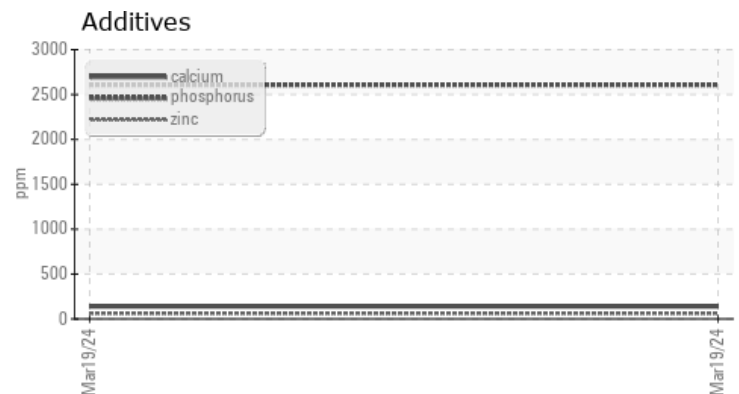 Additives
3000
2500
2000
1500
1000
500
0
ppm
calcium
phosphorus
zinc
Mar19/24
Mar19/24